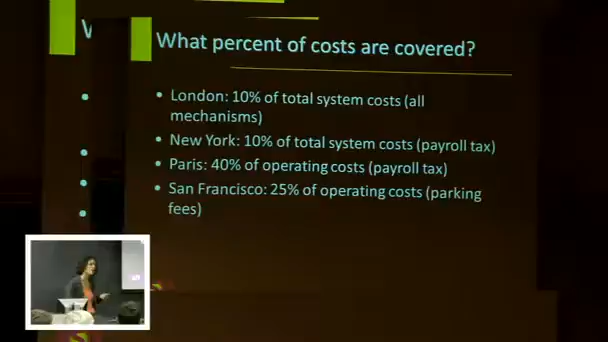 What percent of costs are covered?
• London: 10% of total system costs (all
mechanisms)
• New York: 10% of total system costs (payroll tax)
• Paris: 40% of operating costs (payroll tax)
• San Francisco: 25% of operating costs (parking
fees)